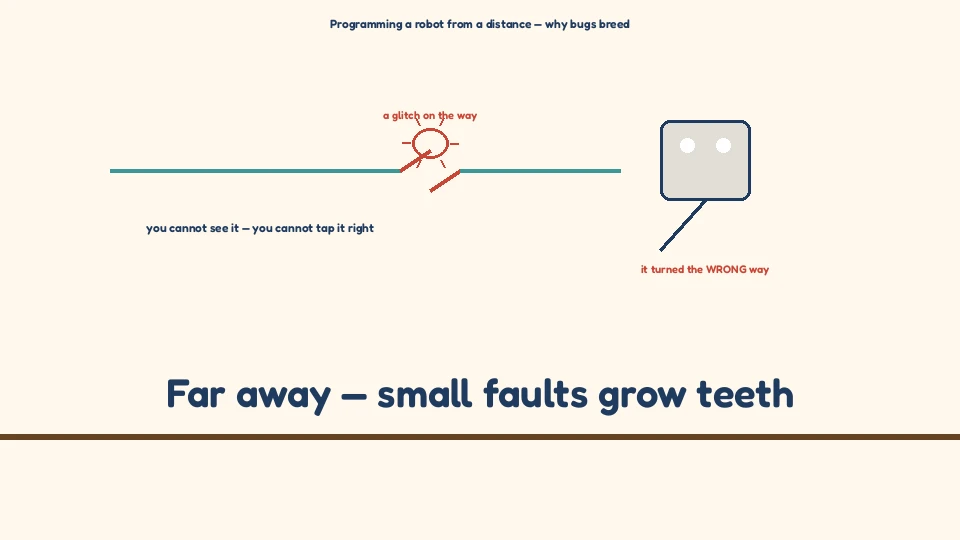 Programming a robot from a distance — why bugs breed
a glitch on the way
you cannot see it — you cannot tap it right
it turned the WRONG way
Far away — small faults grow teeth